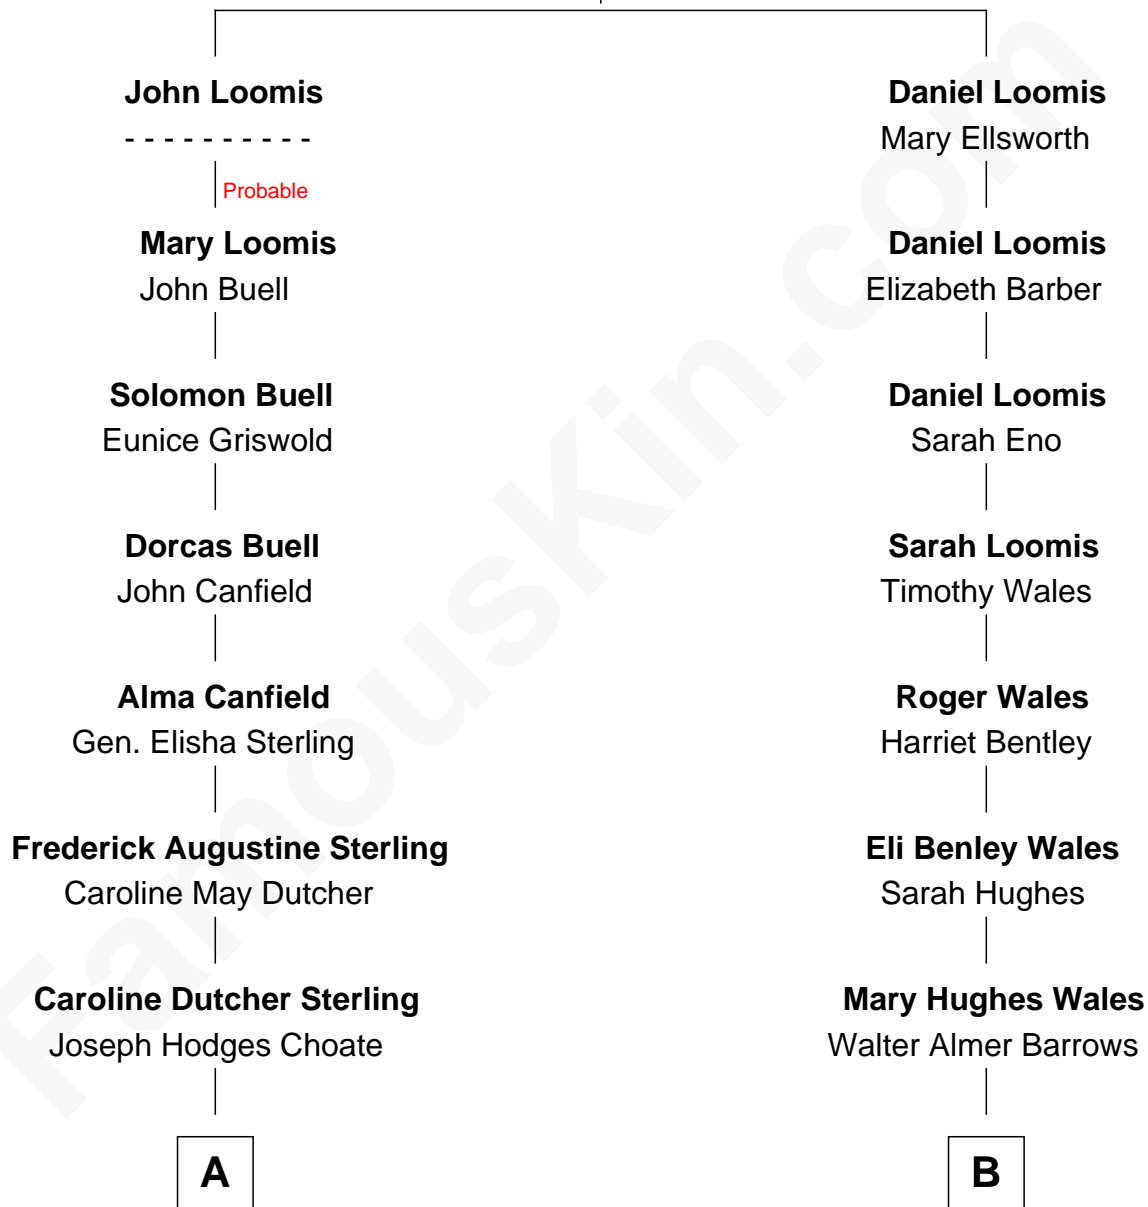 John Loomis
- - - - - - - - - -
Probable
Mary Loomis
John Buell
Solomon Buell
Eunice Griswold
Dorcas Buell
John Canfield
Alma Canfield
Gen. Elisha Sterling
Frederick Augustine Sterling
Caroline May Dutcher
Caroline Dutcher Sterling
Joseph Hodges Choate
A
Daniel Loomis
Mary Ellsworth
Daniel Loomis
Elizabeth Barber
Daniel Loomis
Sarah Eno
Sarah Loomis
Timothy Wales
Roger Wales
Harriet Bentley
Eli Benley Wales
Sarah Hughes
Mary Hughes Wales
Walter Almer Barrows
B
FamousKin.com